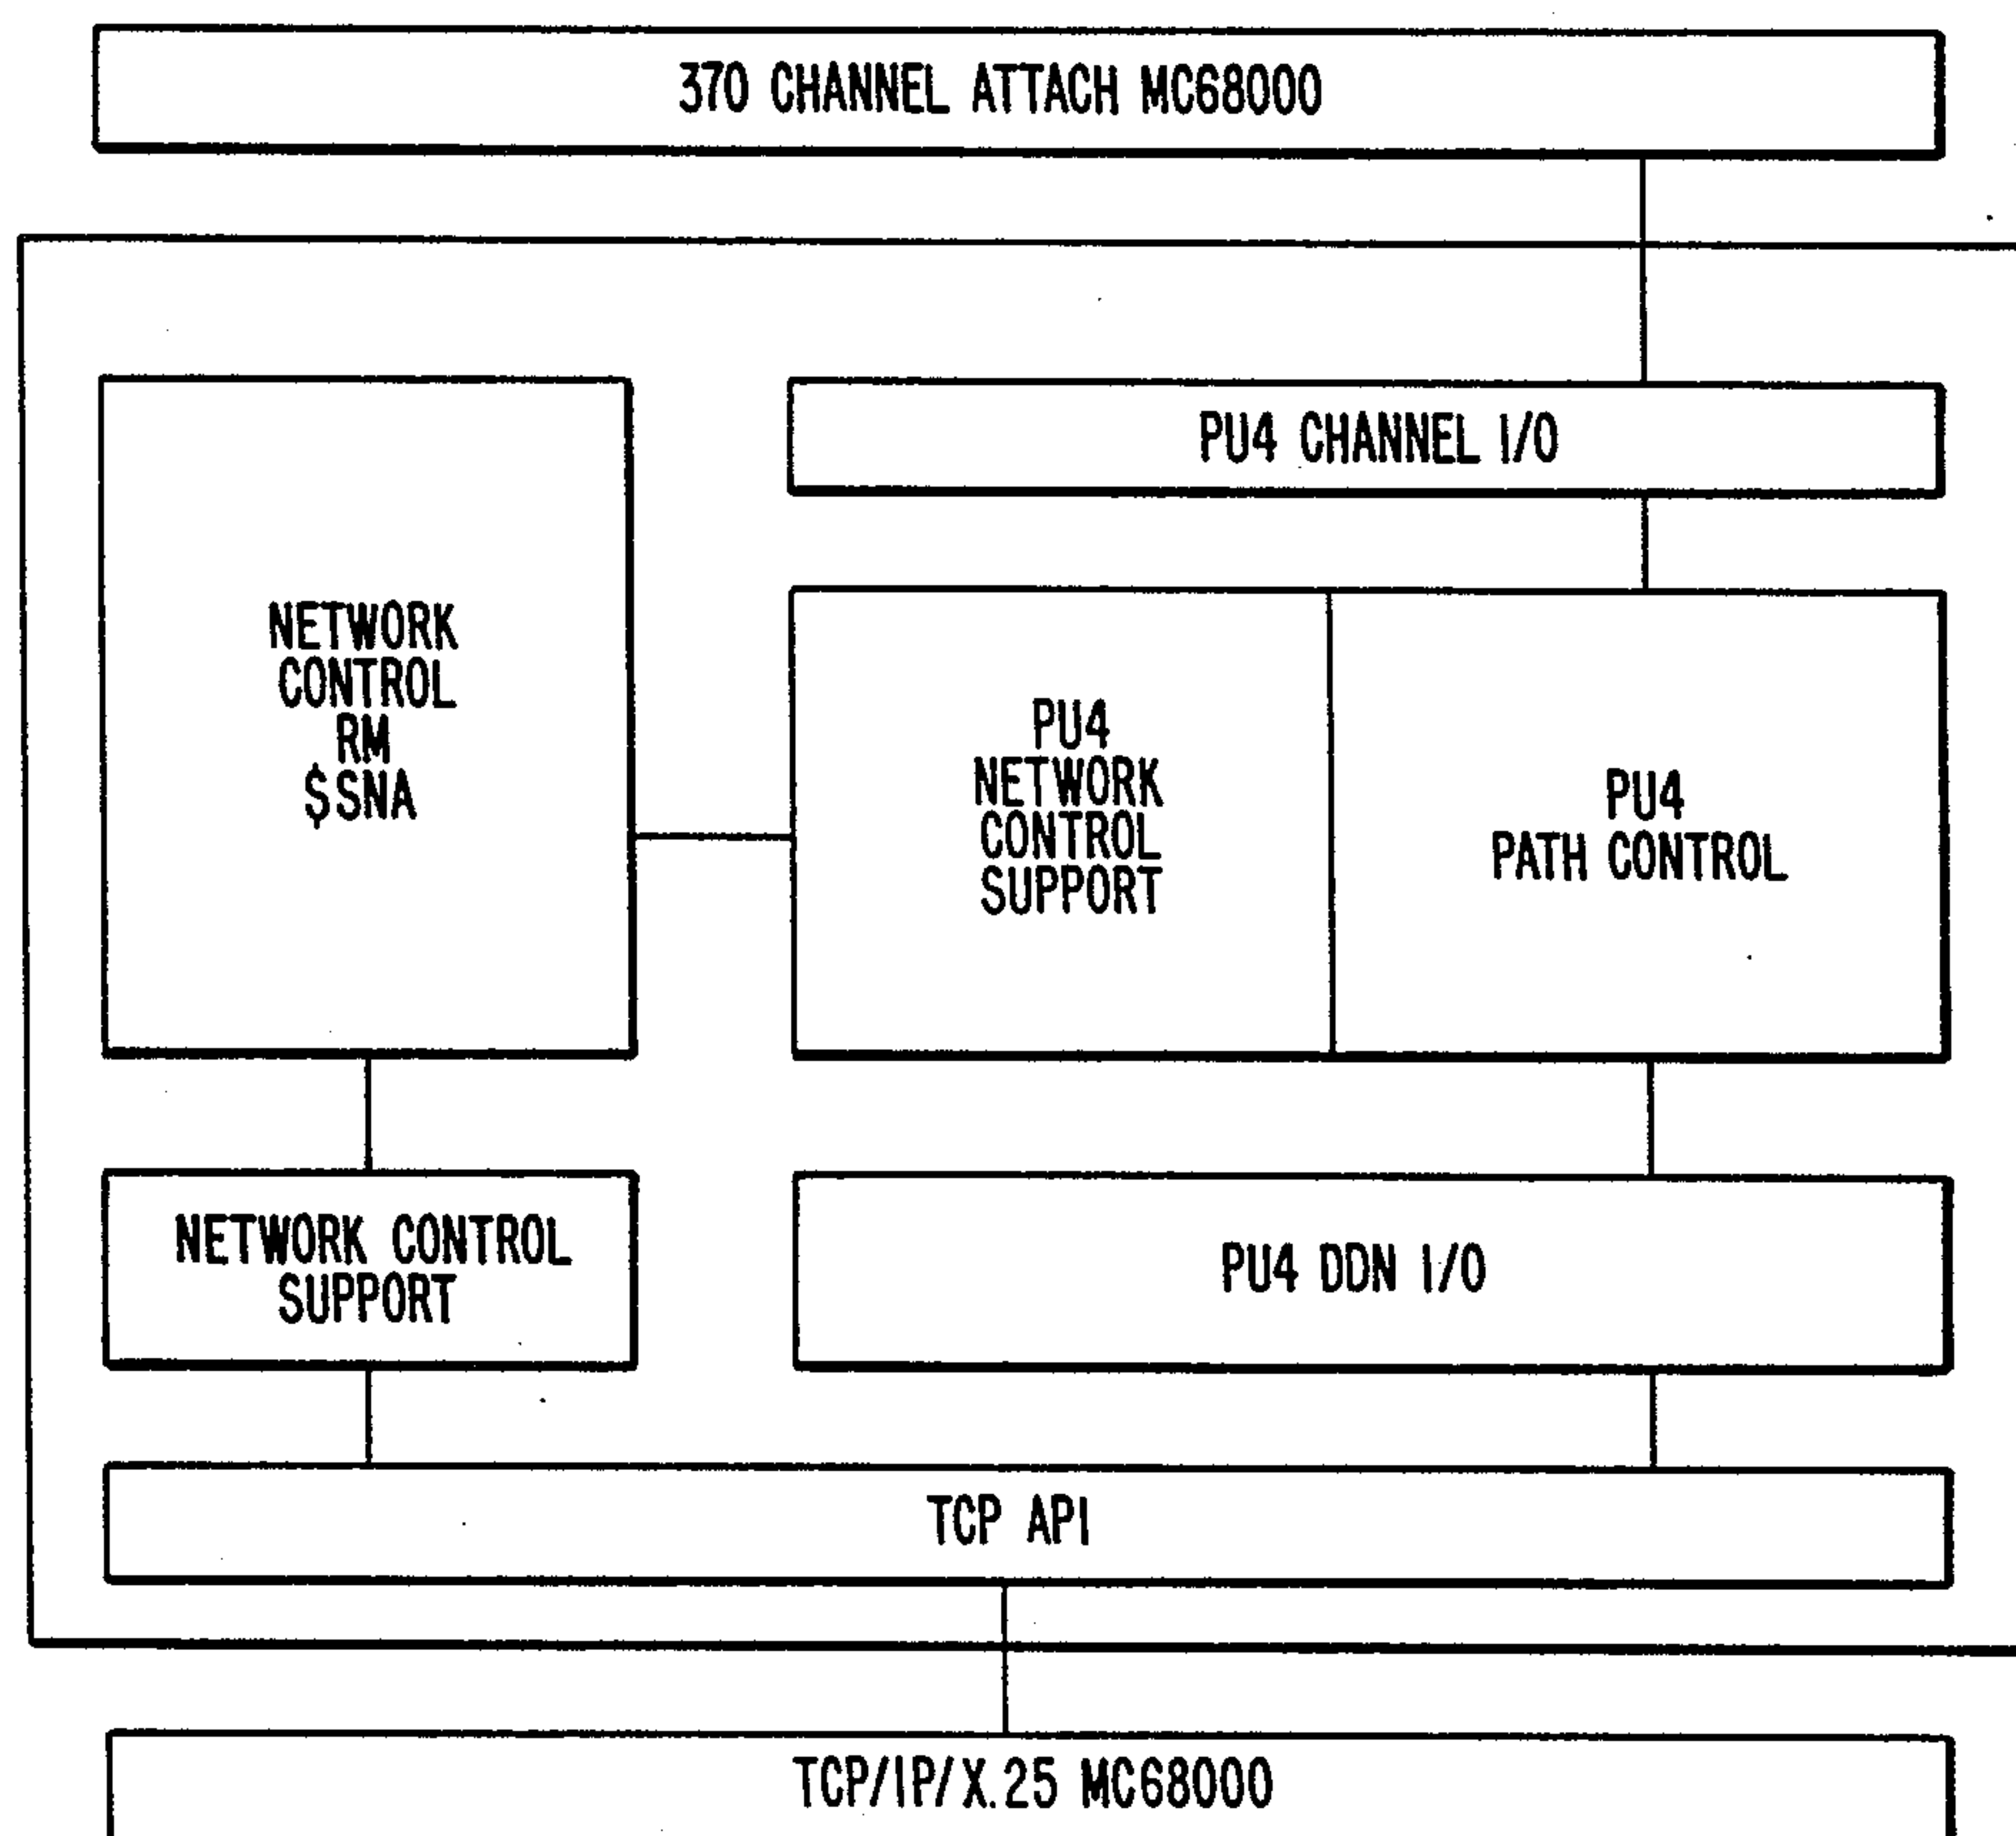 370 CHANNEL ATTACH MC68000
PU4 CHANNEL I/O
NETWORK
CONTROL
RM
$SNA
PU4
NETWORK
CONTROL
SUPPORT
PU4
PATH CONTROL
NETWORK CONTROL
SUPPORT
PU4 DDN I/O
TCP API
TCP/IP/X.25 MC68000